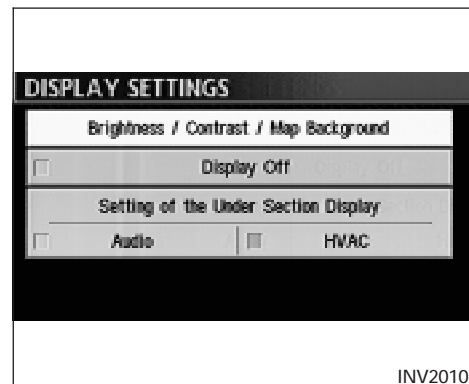 DISPLAY SETTINGS
Brightness / Contrast / Map Background
Display Off
Setting of the Under Section Display
Audio HVAC
INV2010